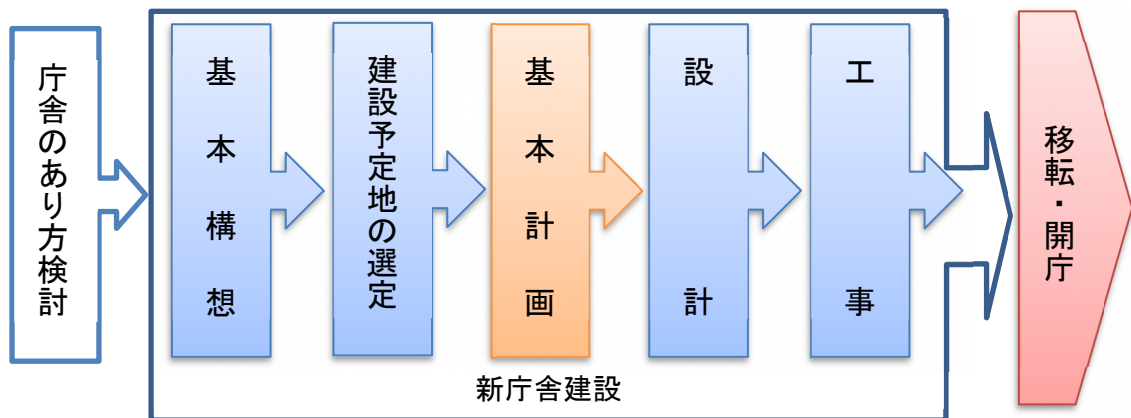 庁舎のあり方検討
基本構想
建設予定地の選定
基本計画
設計
工事
移転・開庁
新庁舎建設